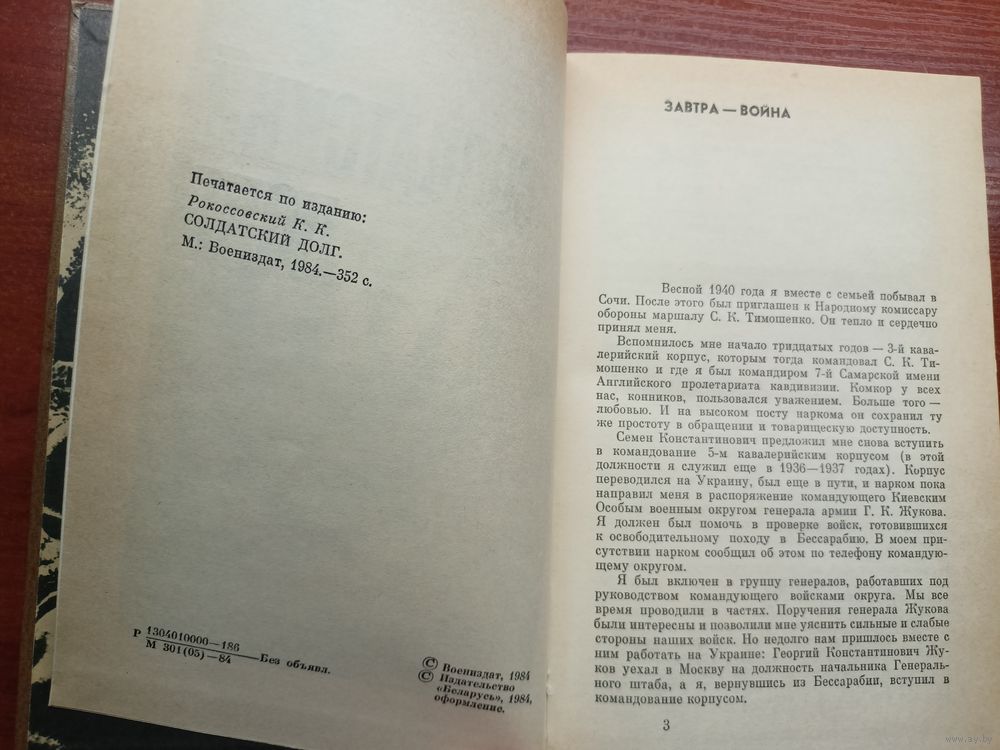 Печатается по изданию:
Рокоссовский К. К.
СОЛДАТСКИЙ ДОЛГ.
М.: Воениздат, 1984.—352 с.
Р 1304010000—186
М 301(05)—84
—Без объявл.
© Воениздат, 1984
© Издательство
«Беларусь», 1984,
оформление.
ЗАВТРА — ВОЙНА
Весной 1940 года я вместе с семьей побывал в
Сочи. После этого был приглашен к Народному комиссару
обороны маршалу С. К. Тимошенко. Он тепло и сердечно
принял меня.
Вспомнилось мне начало тридцатых годов — 3-й кава-
лерийский корпус, которым тогда командовал С. К. Ти-
мошенко и где я был командиром 7-й Самарской имени
Английского пролетариата кавдивизии. Комкор у всех
нас, конников, пользовался уважением. Больше того —
любовью. И на высоком посту наркома он сохранил ту
же простоту в обращении и товарищескую доступность.
Семен Константинович предложил мне снова вступить
в командование 5-м кавалерийским корпусом (в этой
должности я служил еще в 1936—1937 годах). Корпус
переводился на Украину, был еще в пути, и нарком пока
направил меня в распоряжение командующего Киевским
Особым военным округом генерала армии Г. К. Жукова.
Я должен был помочь в проверке войск, готовившихся
к освободительному походу в Бессарабию. В моем при-
сутствии нарком сообщил об этом по телефону командую-
щему округом.
Я был включен в группу генералов, работавших под
руководством командующего войсками округа. Мы все
время проводили в частях. Поручения генерала Жукова
были интересны и позволили мне уяснить сильные и слабые
стороны наших войск. Но недолго нам пришлось вместе с
ним работать на Украине: Георгий Константинович Жу-
ков уехал в Москву на должность начальника Генераль-
ного штаба, а я, вернувшись из Бессарабии, вступил в
командование корпусом.
3
www.ay.by